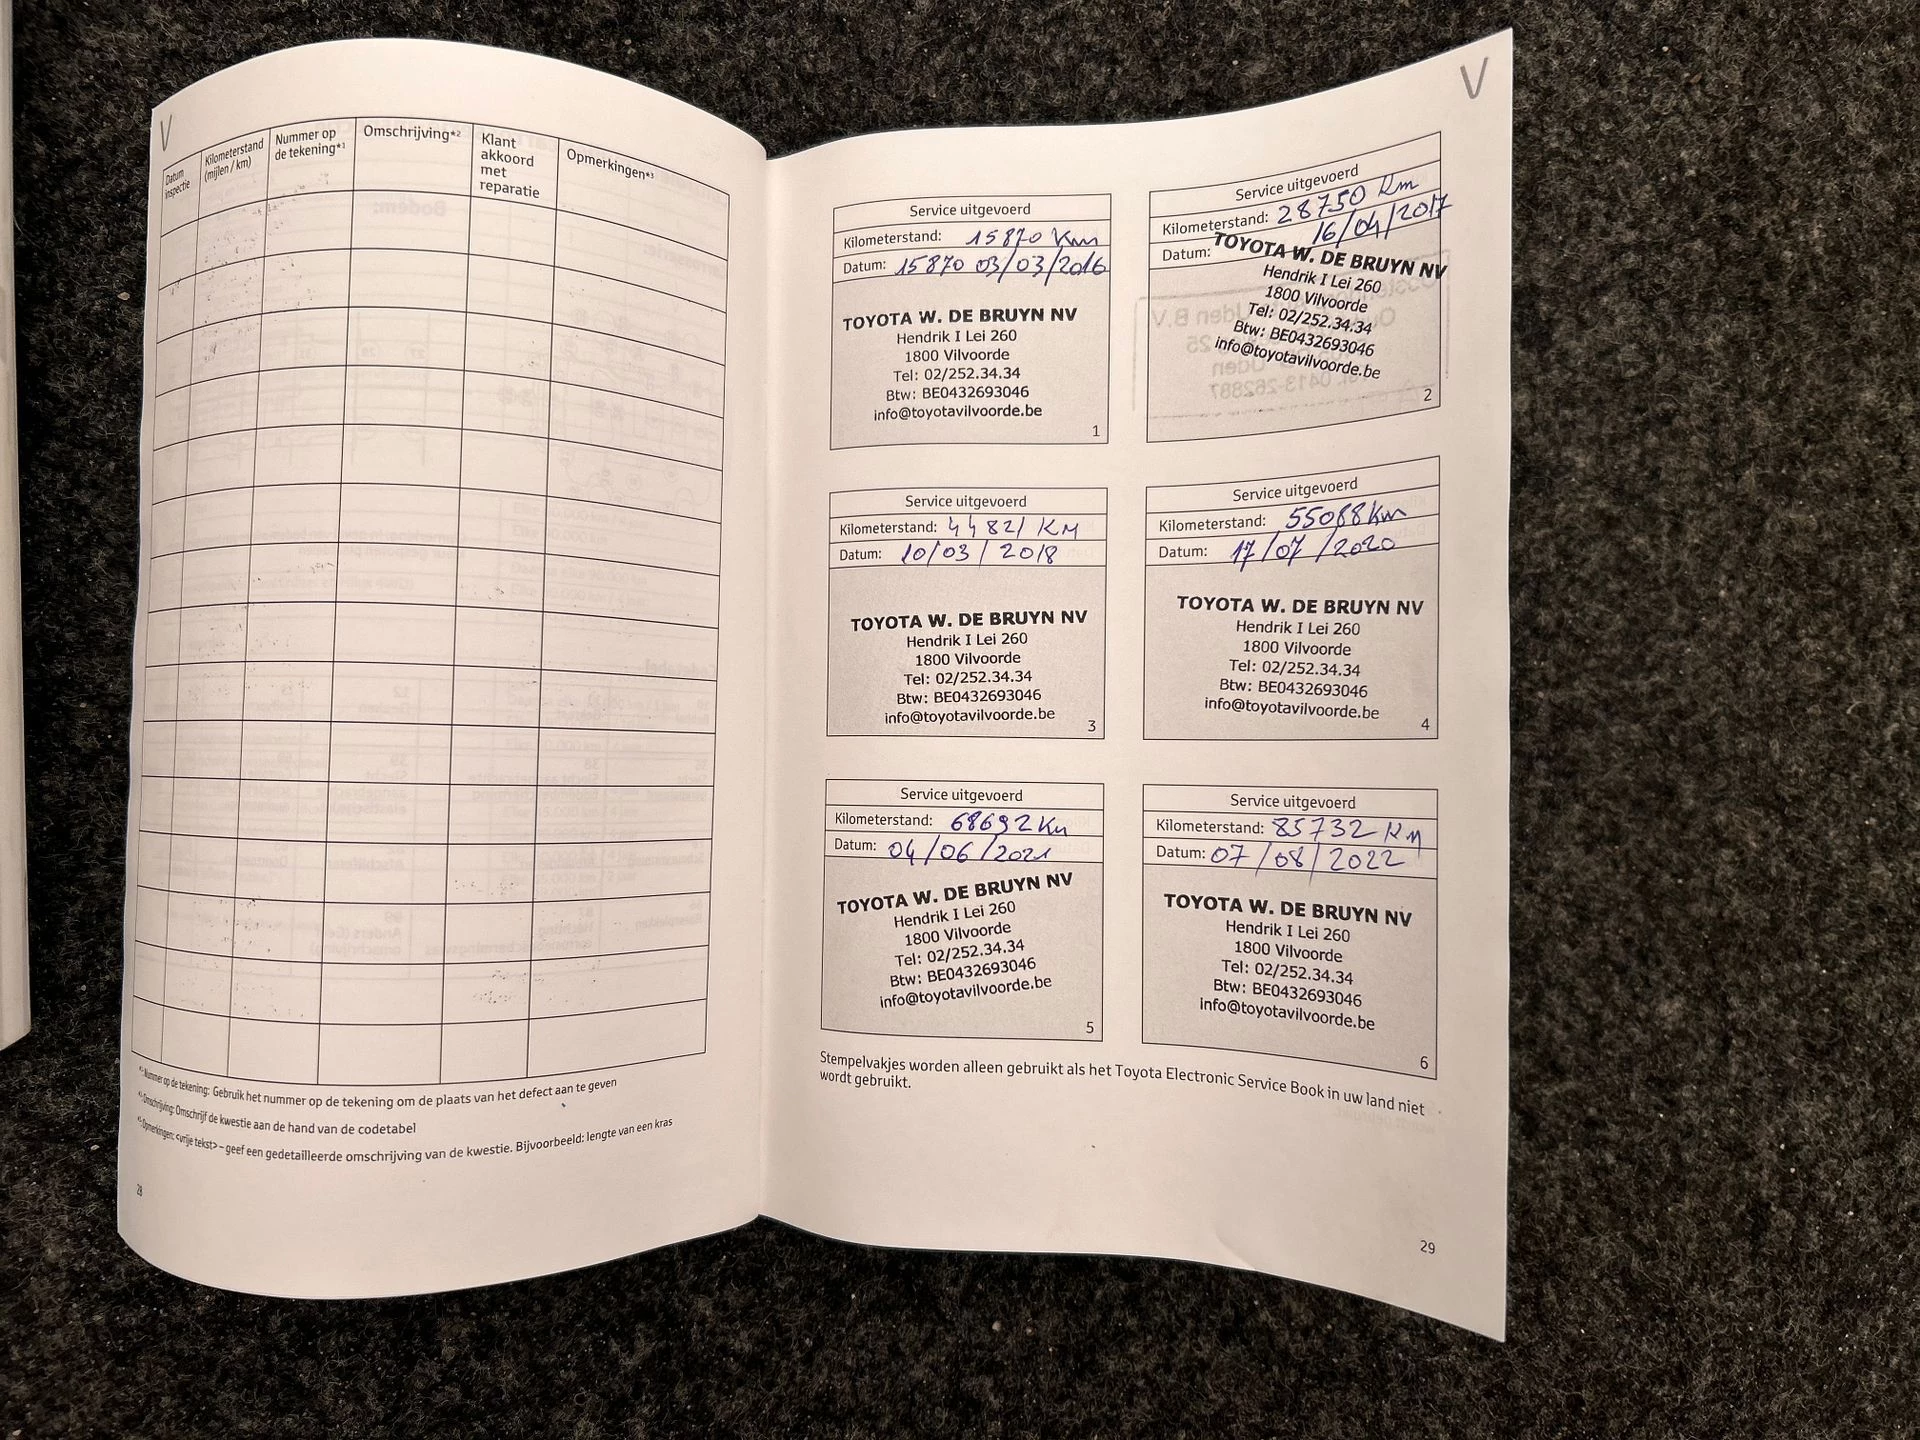 V
Datum inspectie
Kilometerstand (mijlen / km)
Nummer op de tekening*1
Omschrijving*2
Klant akkoord met reparatie
Opmerkingen*3
*1 Nummer op de tekening: Gebruik het nummer op de tekening om de plaats van het defect aan te geven
*2 Omschrijving: Omschrijf de kwestie aan de hand van de codetabel
*3 Opmerkingen: <vrije tekst> – geef een gedetailleerde omschrijving van de kwestie. Bijvoorbeeld: lengte van een kras
28
V
Service uitgevoerd
Kilometerstand: 15870 Km
Datum: 15870 03/03/2016
TOYOTA W. DE BRUYN NV
Hendrik I Lei 260
1800 Vilvoorde
Tel: 02/252.34.34
Btw: BE0432693046
info@toyotavilvoorde.be
1
Service uitgevoerd
Kilometerstand: 28750 Km
Datum: 16/04/2017
TOYOTA W. DE BRUYN NV
Hendrik I Lei 260
1800 Vilvoorde
Tel: 02/252.34.34
Btw: BE0432693046
info@toyotavilvoorde.be
2
Service uitgevoerd
Kilometerstand: 44821 KM
Datum: 10/03/2018
TOYOTA W. DE BRUYN NV
Hendrik I Lei 260
1800 Vilvoorde
Tel: 02/252.34.34
Btw: BE0432693046
info@toyotavilvoorde.be
3
Service uitgevoerd
Kilometerstand: 55088 Km
Datum: 17/07/2020
TOYOTA W. DE BRUYN NV
Hendrik I Lei 260
1800 Vilvoorde
Tel: 02/252.34.34
Btw: BE0432693046
info@toyotavilvoorde.be
4
Service uitgevoerd
Kilometerstand: 68692 Km
Datum: 04/06/2021
TOYOTA W. DE BRUYN NV
Hendrik I Lei 260
1800 Vilvoorde
Tel: 02/252.34.34
Btw: BE0432693046
info@toyotavilvoorde.be
5
Service uitgevoerd
Kilometerstand: 85732 KM
Datum: 07/08/2022
TOYOTA W. DE BRUYN NV
Hendrik I Lei 260
1800 Vilvoorde
Tel: 02/252.34.34
Btw: BE0432693046
info@toyotavilvoorde.be
6
Stempelvakjes worden alleen gebruikt als het Toyota Electronic Service Book in uw land niet
wordt gebruikt.
29